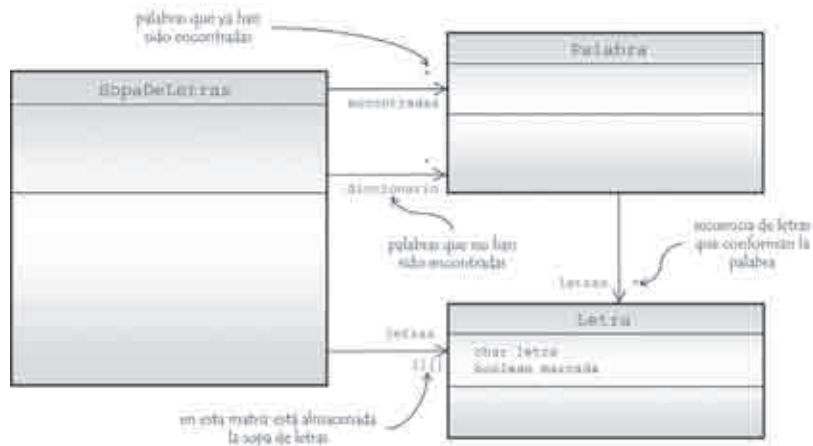 palabras que ya han
sido encontradas
SopaDeLetras
Palabra
encontradas
diccionario
palabras que no han
sido encontradas
secuencia de letras
que conforman la
palabra
letras
*
Letra
letras
[][]
char letra
boolean marcada
en esta matriz está almacenada
la sopa de letras